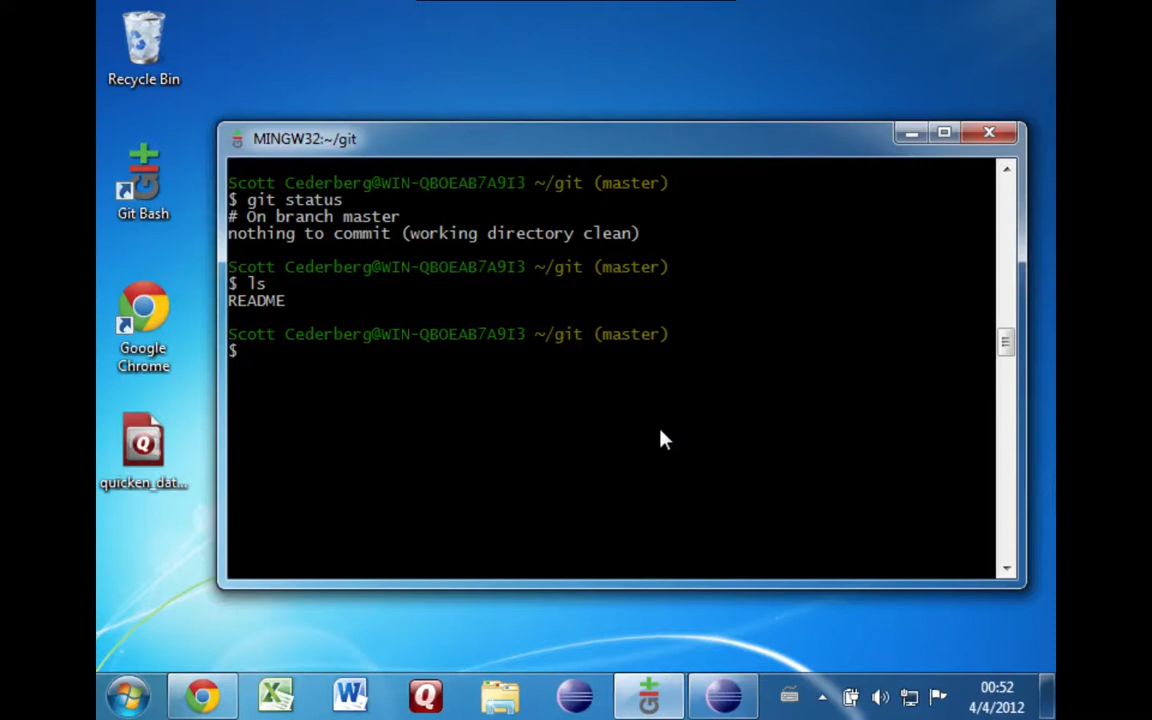 Recycle Bin
Git Bash
Google
Chrome
quicken_dat...
MINGW32:~/git
Scott Cederberg@WIN-QBOEAB7A9I3 ~/git (master)
$ git status
# On branch master
nothing to commit (working directory clean)
Scott Cederberg@WIN-QBOEAB7A9I3 ~/git (master)
$ ls
README
Scott Cederberg@WIN-QBOEAB7A9I3 ~/git (master)
$
00:52
4/4/2012